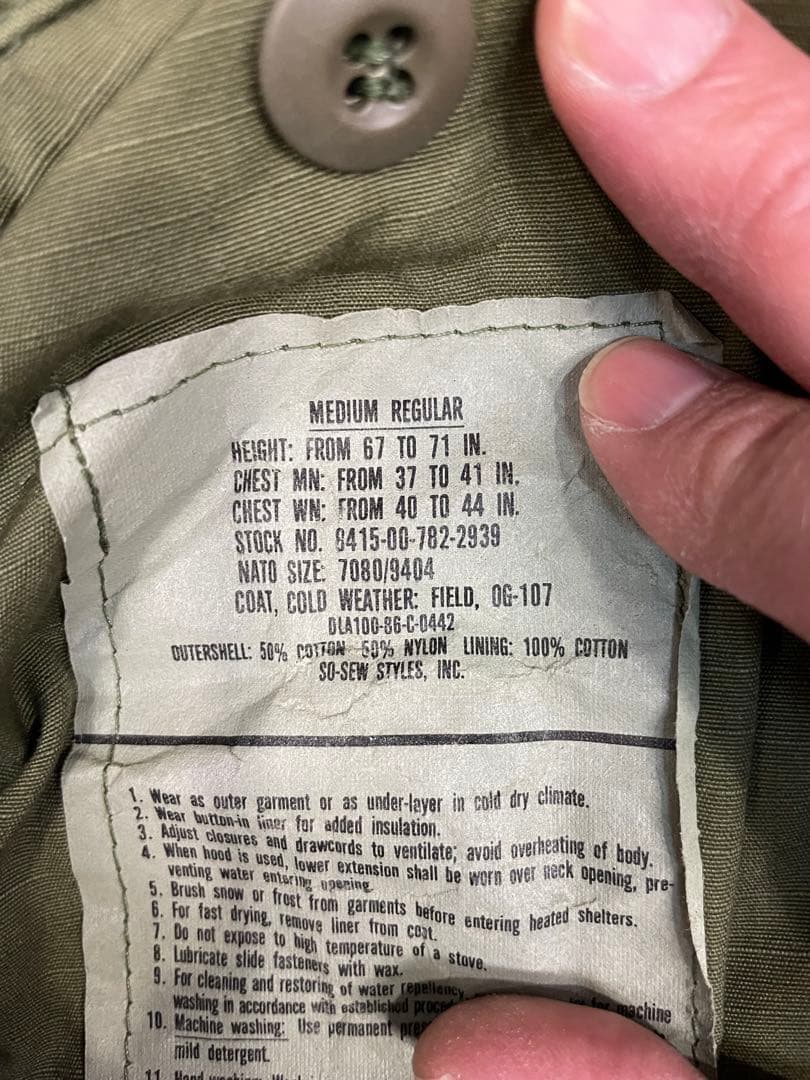 MEDIUM REGULAR
HEIGHT: FROM 67 TO 71 IN.
CHEST MN: FROM 37 TO 41 IN.
CHEST WN: FROM 40 TO 44 IN.
STOCK NO. 8415-00-782-2939
NATO SIZE: 7080/9404
COAT, COLD WEATHER: FIELD, OG-107
DLA100-86-C-0442
OUTERSHELL: 50% COTTON 50% NYLON LINING: 100% COTTON
SO-SEW STYLES, INC.
1. Wear as outer garment or as under-layer in cold dry climate.
2. Wear button-in liner for added insulation.
3. Adjust closures and drawcords to ventilate; avoid overheating of body.
4. When hood is used, lower extension shall be worn over neck opening, pre-
venting water entering opening.
5. Brush snow or frost from garments before entering heated shelters.
6. For fast drying, remove liner from coat.
7. Do not expose to high temperature of a stove.
8. Lubricate slide fasteners with wax.
9. For cleaning and restoring of water repellency for machine
washing in accordance with established
10. Machine washing: Use permanent
mild detergent.
11. Hand